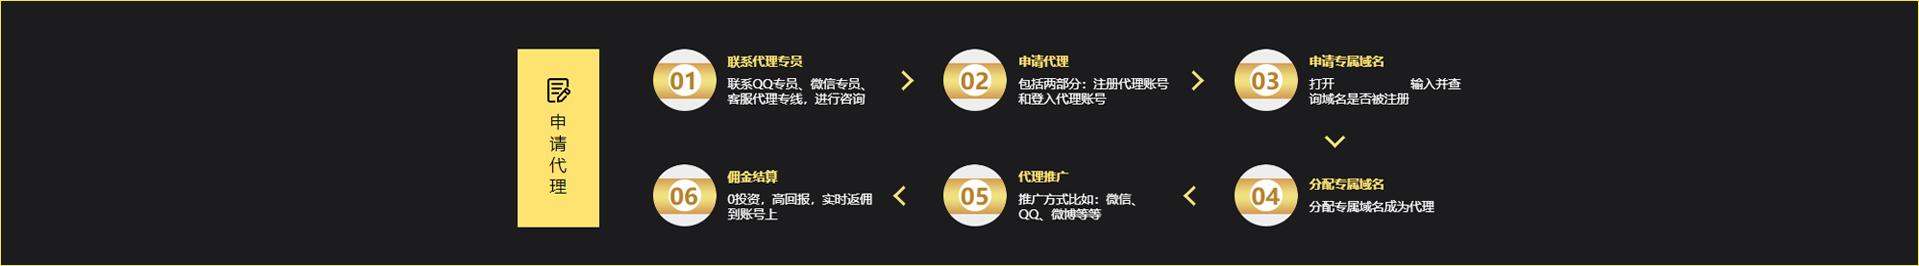 申请代理
01
联系代理专员
联系QQ专员、微信专员、
客服代理专线，进行咨询
02
申请代理
包括两部分：注册代理账号
和登入代理账号
03
申请专属域名
打开 输入并查
询域名是否被注册
04
分配专属域名
分配专属域名成为代理
05
代理推广
推广方式比如：微信、
QQ、微博等等
06
佣金结算
0投资，高回报，实时返佣
到账号上